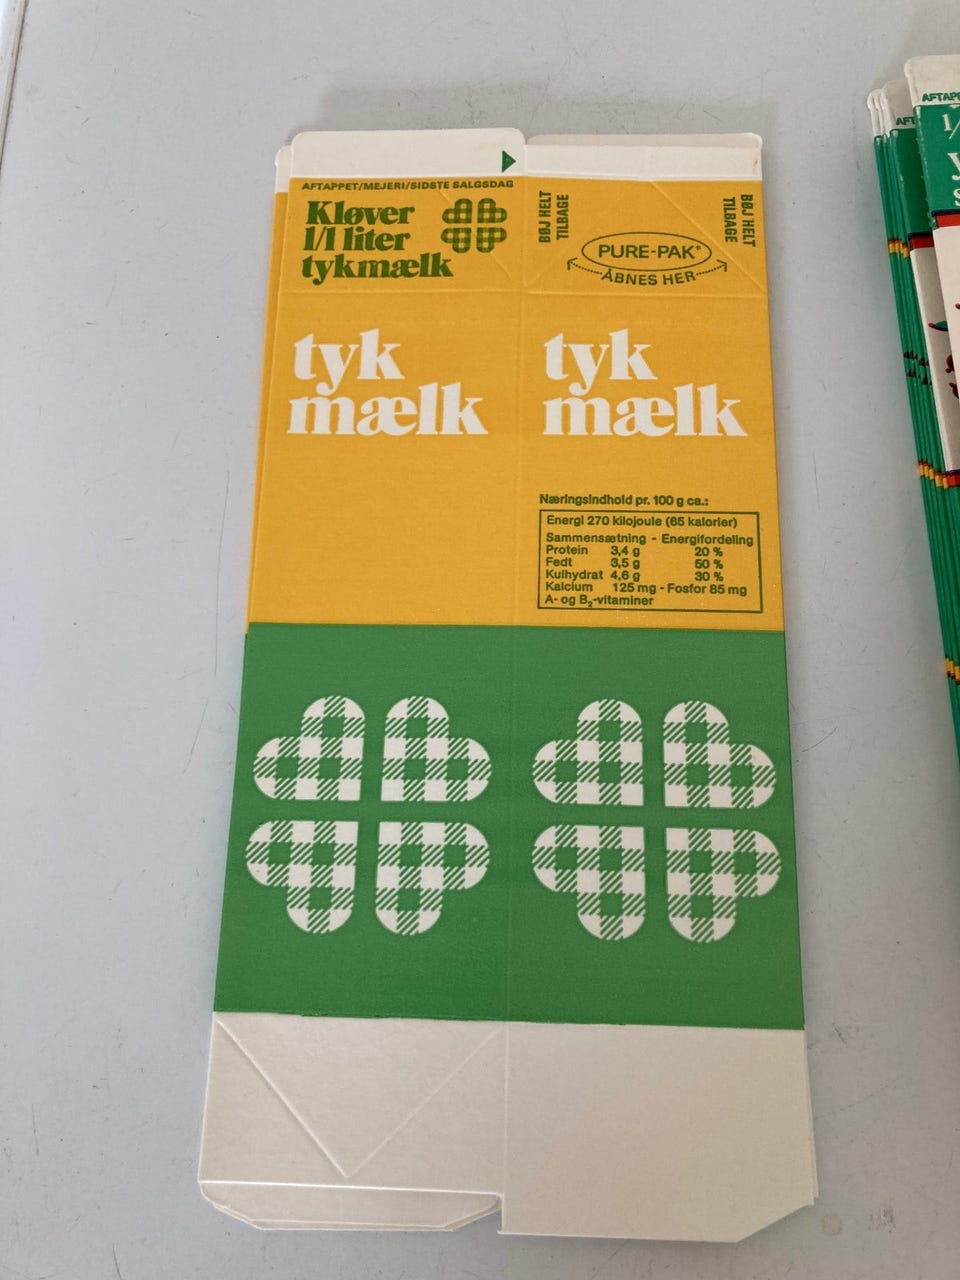 AFTAPPET/MEJERI/SIDSTE SALGSDAG
Kløver
1/1 liter
tykmælk
BØJ HELT
TILBAGE
BØJ HELT
TILBAGE
PURE-PAK®
ÅBNES HER
tyk
mælk
tyk
mælk
Næringsindhold pr. 100 g ca.:
Energi 270 kilojoule (65 kalorier)
Sammensætning - Energifordeling
Protein 3,4 g 20 %
Fedt 3,5 g 50 %
Kulhydrat 4,6 g 30 %
Kalcium 125 mg - Fosfor 85 mg
A- og B₂-vitaminer